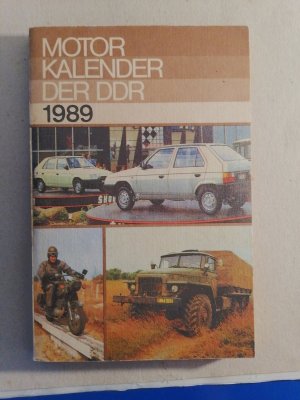 MOTOR
KALENDER
DER DDR
1989